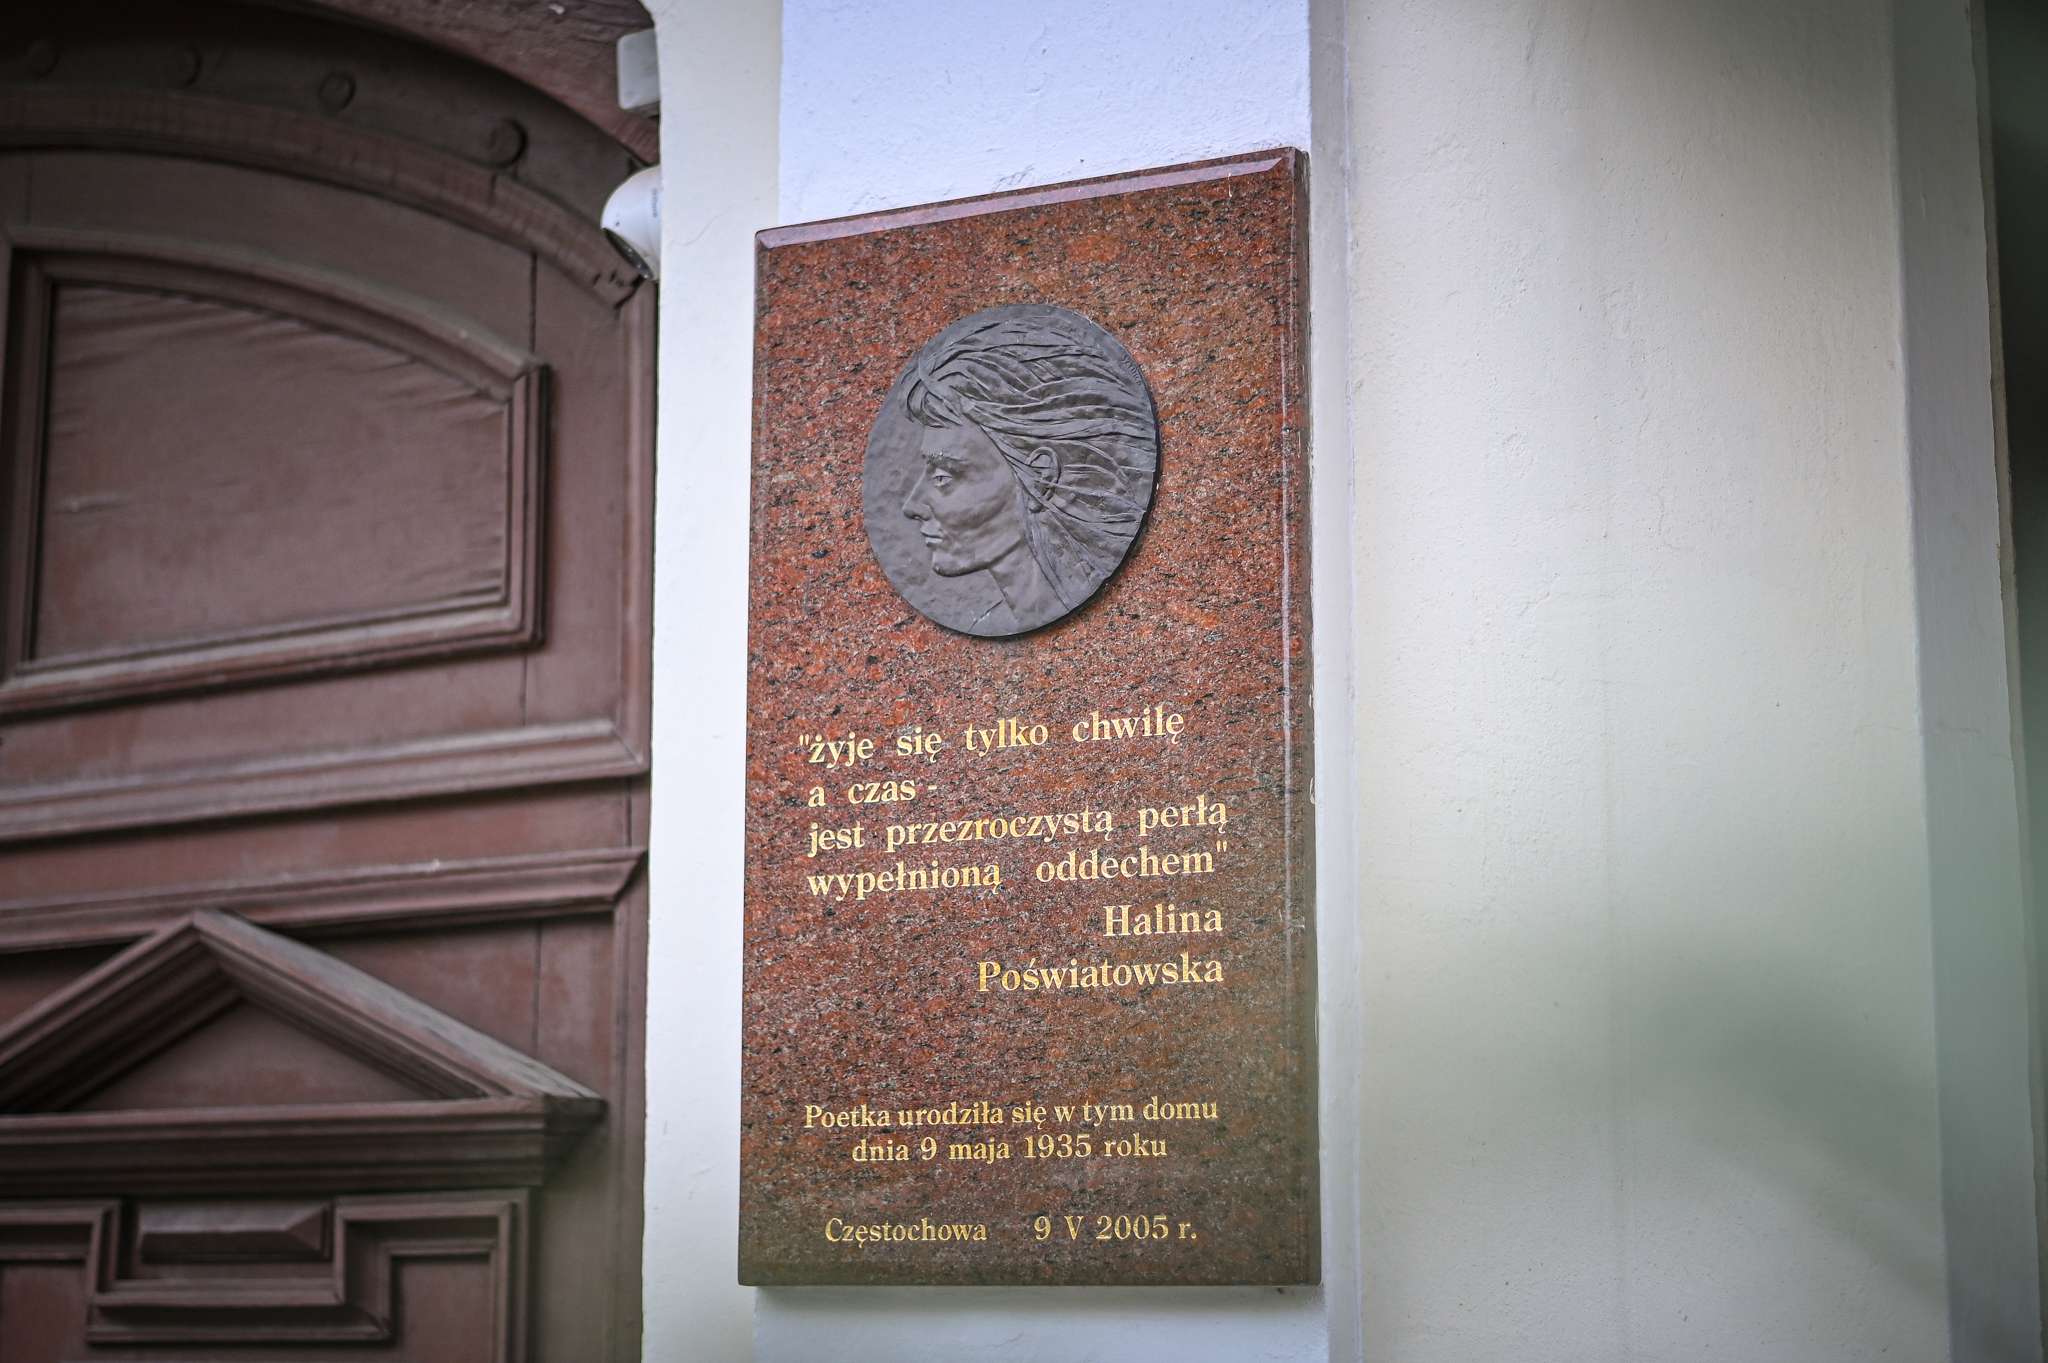 "żyje się tylko chwilę
a czas -
jest przezroczystą perłą
wypełnioną oddechem"
Halina
Poświatowska
Poetka urodziła się w tym domu
dnia 9 maja 1935 roku
Częstochowa 9 V 2005 r.